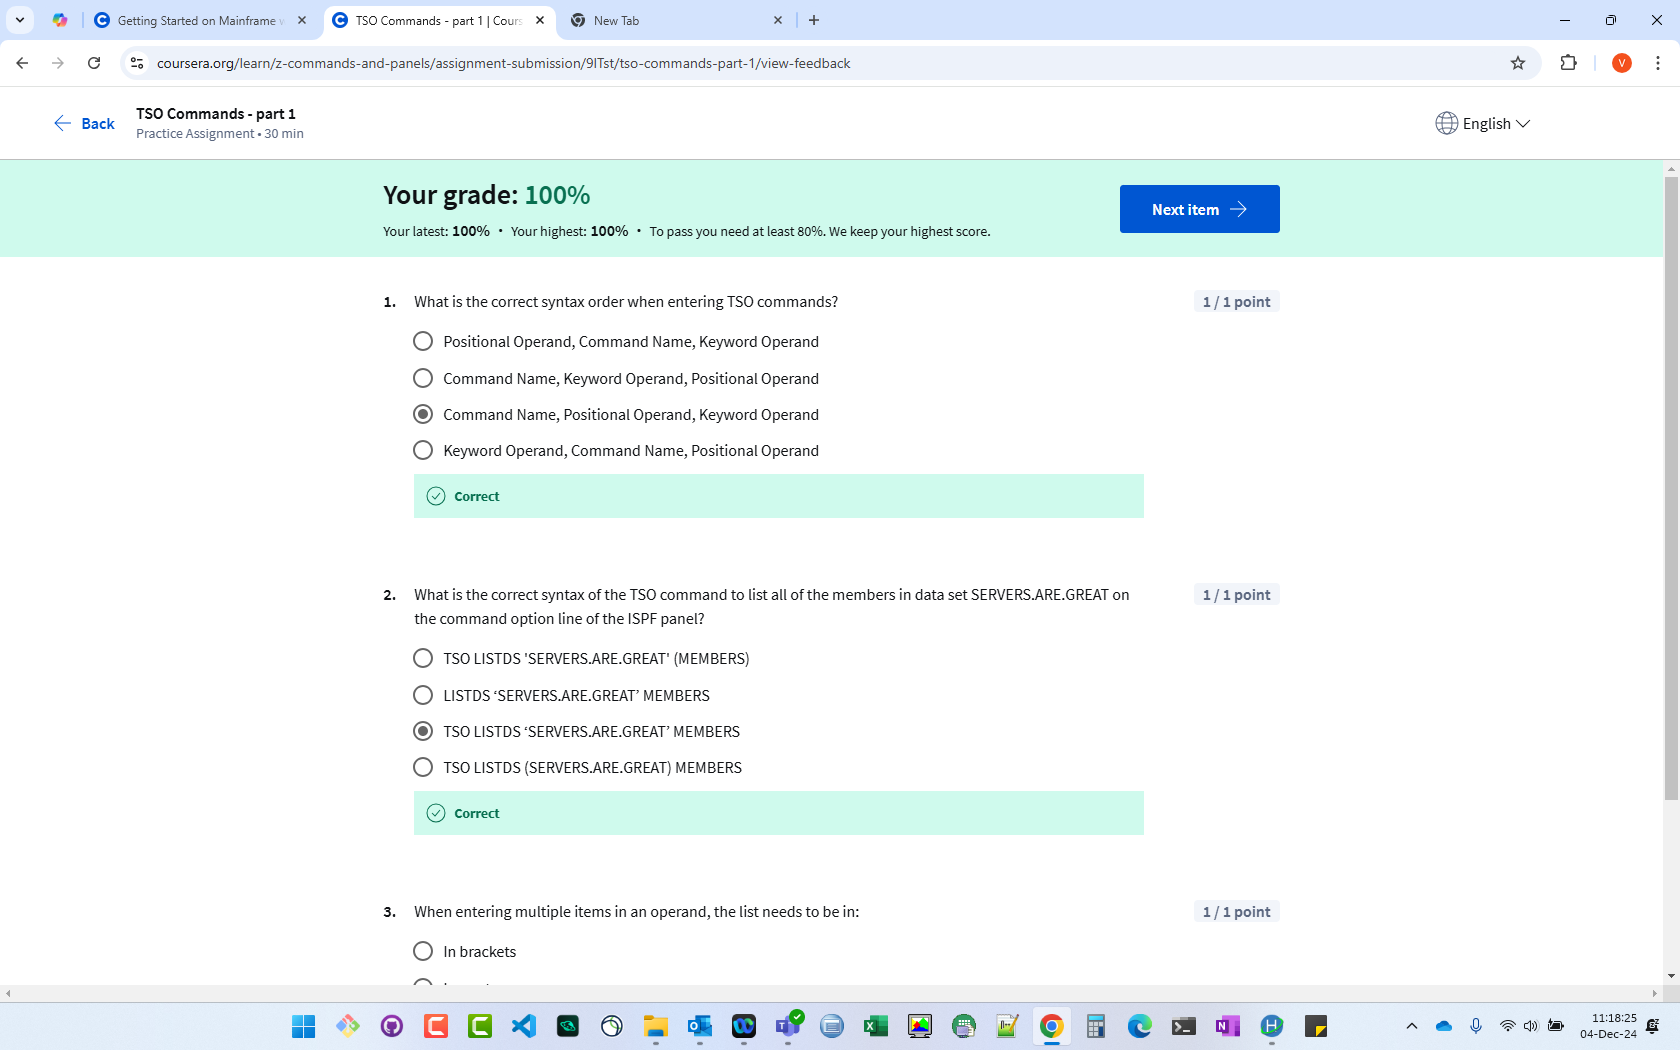 Getting Started on Mainframe
TSO Commands - part 1 | Cours
New Tab
coursera.org/learn/z-commands-and-panels/assignment-submission/9ITst/tso-commands-part-1/view-feedback
V
Back
TSO Commands - part 1
Practice Assignment • 30 min
English
Your grade: 100%
Your latest: 100% • Your highest: 100% • To pass you need at least 80%. We keep your highest score.
Next item
1. What is the correct syntax order when entering TSO commands?
1 / 1 point
Positional Operand, Command Name, Keyword Operand
Command Name, Keyword Operand, Positional Operand
Command Name, Positional Operand, Keyword Operand
Keyword Operand, Command Name, Positional Operand
Correct
2. What is the correct syntax of the TSO command to list all of the members in data set SERVERS.ARE.GREAT on
the command option line of the ISPF panel?
1 / 1 point
TSO LISTDS 'SERVERS.ARE.GREAT' (MEMBERS)
LISTDS ‘SERVERS.ARE.GREAT’ MEMBERS
TSO LISTDS ‘SERVERS.ARE.GREAT’ MEMBERS
TSO LISTDS (SERVERS.ARE.GREAT) MEMBERS
Correct
3. When entering multiple items in an operand, the list needs to be in:
1 / 1 point
In brackets
11:18:25
04-Dec-24